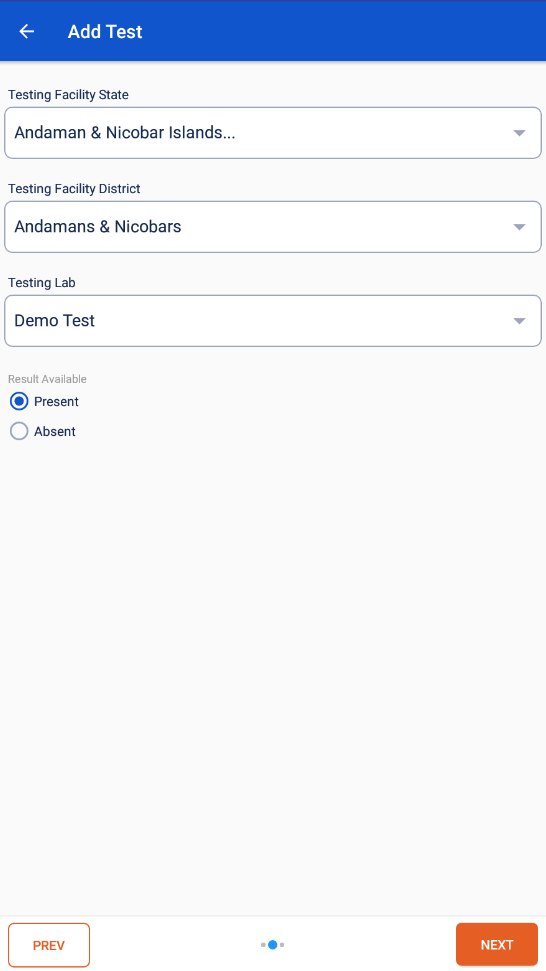 Add Test
Testing Facility State
Andaman & Nicobar Islands...
Testing Facility District
Andamans & Nicobars
Testing Lab
Demo Test
Result Available
Present
Absent
PREV
NEXT